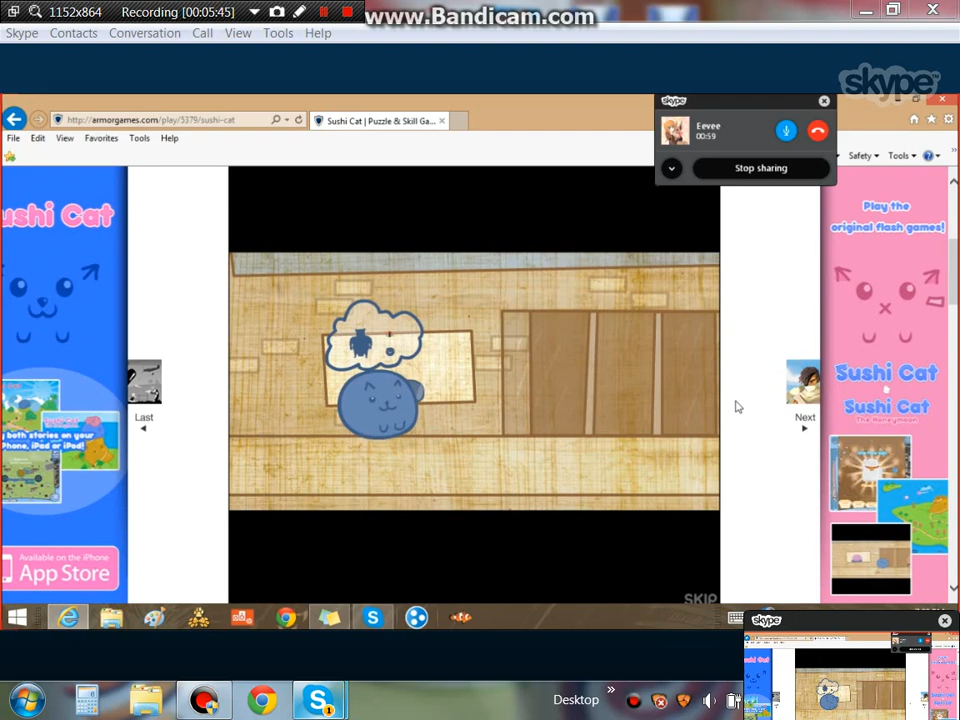 1152x864 Recording [00:05:45]
www.Bandicam.com
Skype Contacts Conversation Call View Tools Help
skype
http://armorgames.com/play/5379/sushi-cat
Sushi Cat | Puzzle & Skill Ga...
File Edit View Favorites Tools Help
skype
Eevee
00:59
Stop sharing
Safety Tools
ushi Cat
Play the
original flash games!
Last
Next
Sushi Cat
Sushi Cat
The Honeymoon
both stories on your
Phone, iPad or iPod!
Available on the iPhone
App Store
SKIP
skype
Desktop